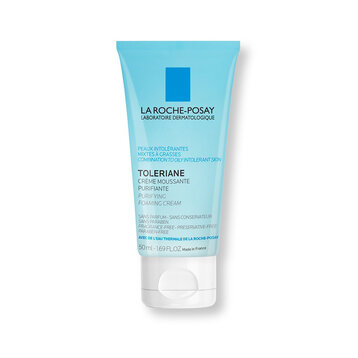 LA ROCHE-POSAY
LABORATOIRE DERMATOLOGIQUE
PEAUX INTOLÉRANTES
MIXTES À GRASSES
COMBINATION TO OILY INTOLERANT SKIN
TOLERIANE
CRÈME MOUSSANTE
PURIFIANTE
PURIFYING
FOAMING CREAM
SANS PARFUM - SANS CONSERVATEUR
SANS PARABEN
FRAGRANCE-FREE - PRESERVATIVE-FREE
PARABEN-FREE
AVEC DE L'EAU THERMALE DE LA ROCHE-POSAY
50 ml - 1.69 FL.OZ Made in France